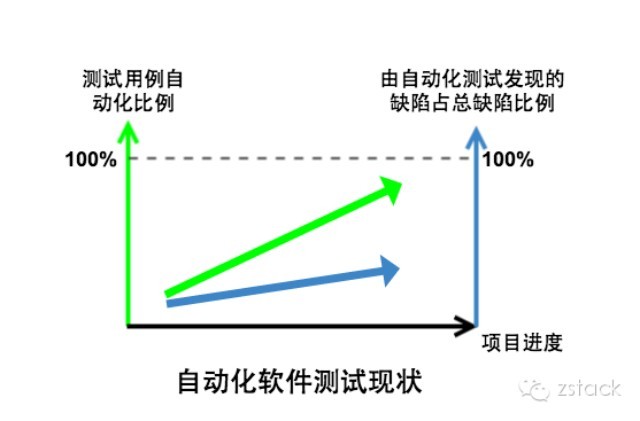 测试用例自
动化比例
由自动化测试发现的
缺陷占总缺陷比例
100%
100%
项目进度
自动化软件测试现状
zstack